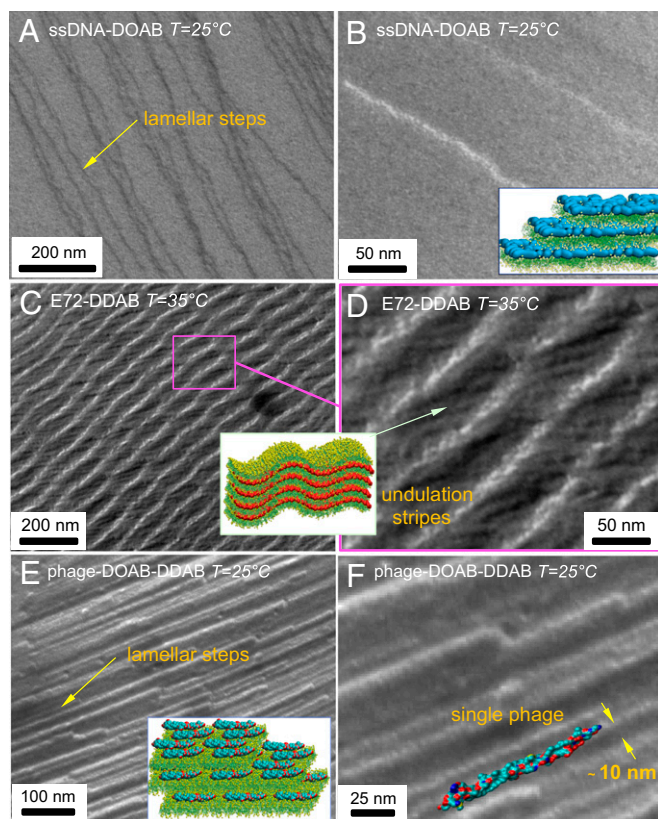 A ssDNA-DOAB T=25°C
lamellar steps
200 nm
B ssDNA-DOAB T=25°C
50 nm
C E72-DDAB T=35°C
200 nm
D E72-DDAB T=35°C
undulation
stripes
50 nm
E phage-DOAB-DDAB T=25°C
lamellar steps
100 nm
F phage-DOAB-DDAB T=25°C
single phage
~ 10 nm
25 nm